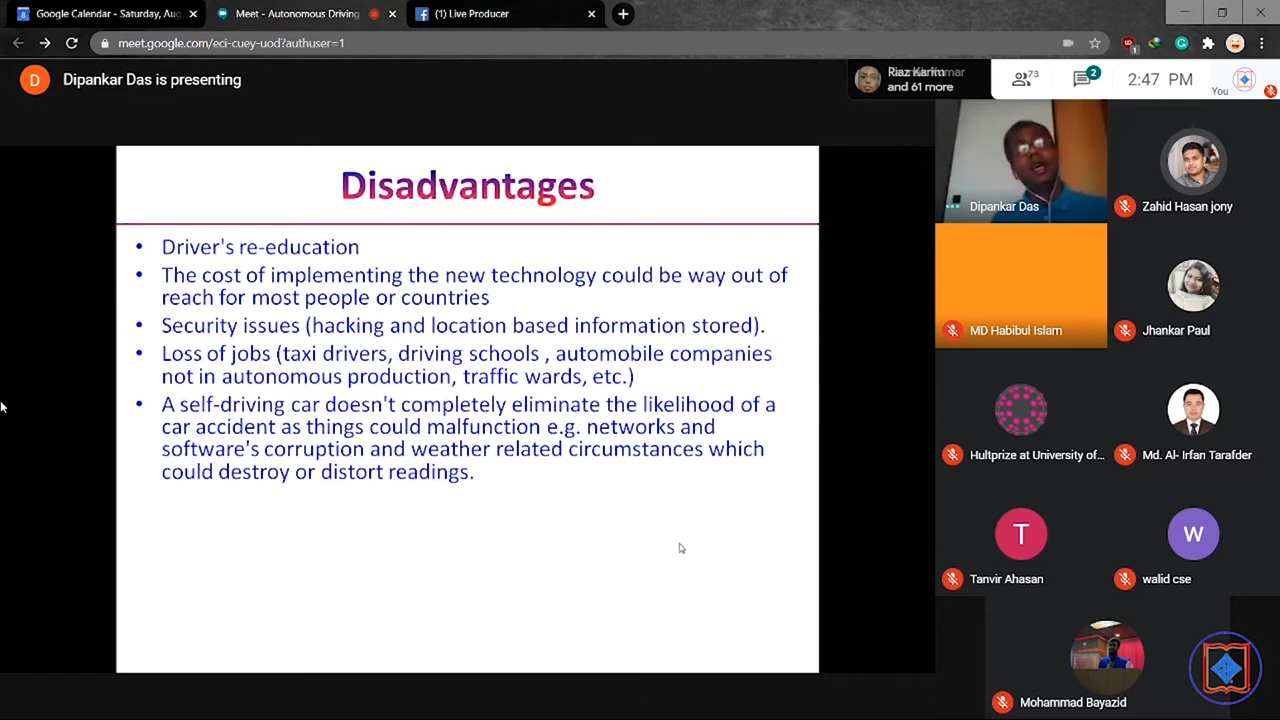 Google Calendar - Saturday, Aug
Meet - Autonomous Driving
(1) Live Producer
meet.google.com/eci-cuey-uod?authuser=1
D
Dipankar Das is presenting
and 61 more
73
2
2:47 PM
You
Disadvantages
• Driver's re-education
• The cost of implementing the new technology could be way out of
reach for most people or countries
• Security issues (hacking and location based information stored).
• Loss of jobs (taxi drivers, driving schools , automobile companies
not in autonomous production, traffic wards, etc.)
• A self-driving car doesn't completely eliminate the likelihood of a
car accident as things could malfunction e.g. networks and
software's corruption and weather related circumstances which
could destroy or distort readings.
Dipankar Das
Zahid Hasan jony
MD Habibul Islam
Jhankar Paul
Hultprize at University of...
Md. Al- Irfan Tarafder
T
W
Tanvir Ahasan
walid cse
Mohammad Bayazid